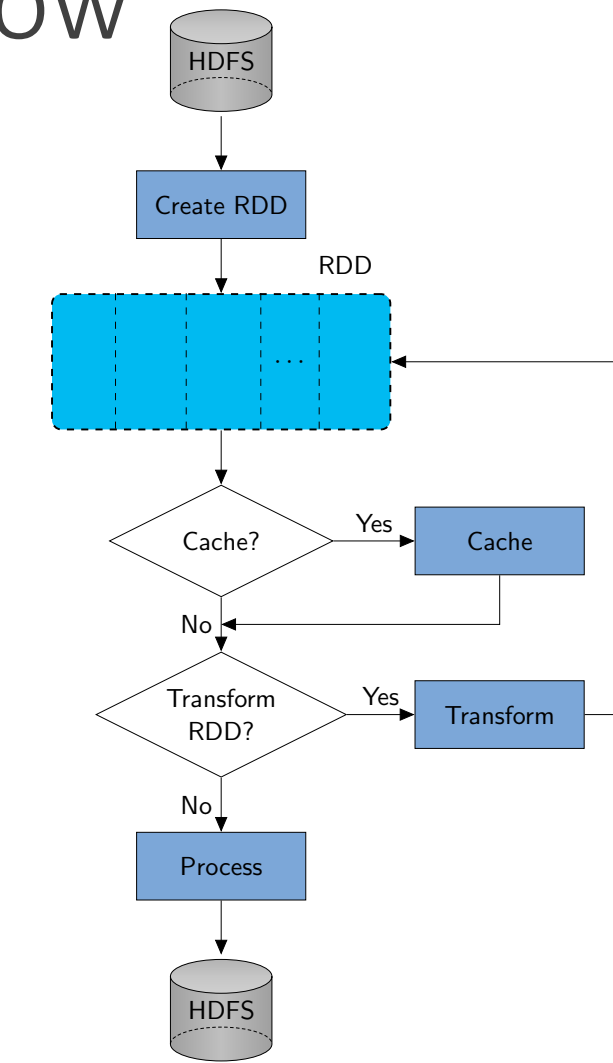 ow
HDFS
Create RDD
RDD
. . .
Cache?
Yes
Cache
No
Transform
RDD?
Yes
Transform
No
Process
HDFS